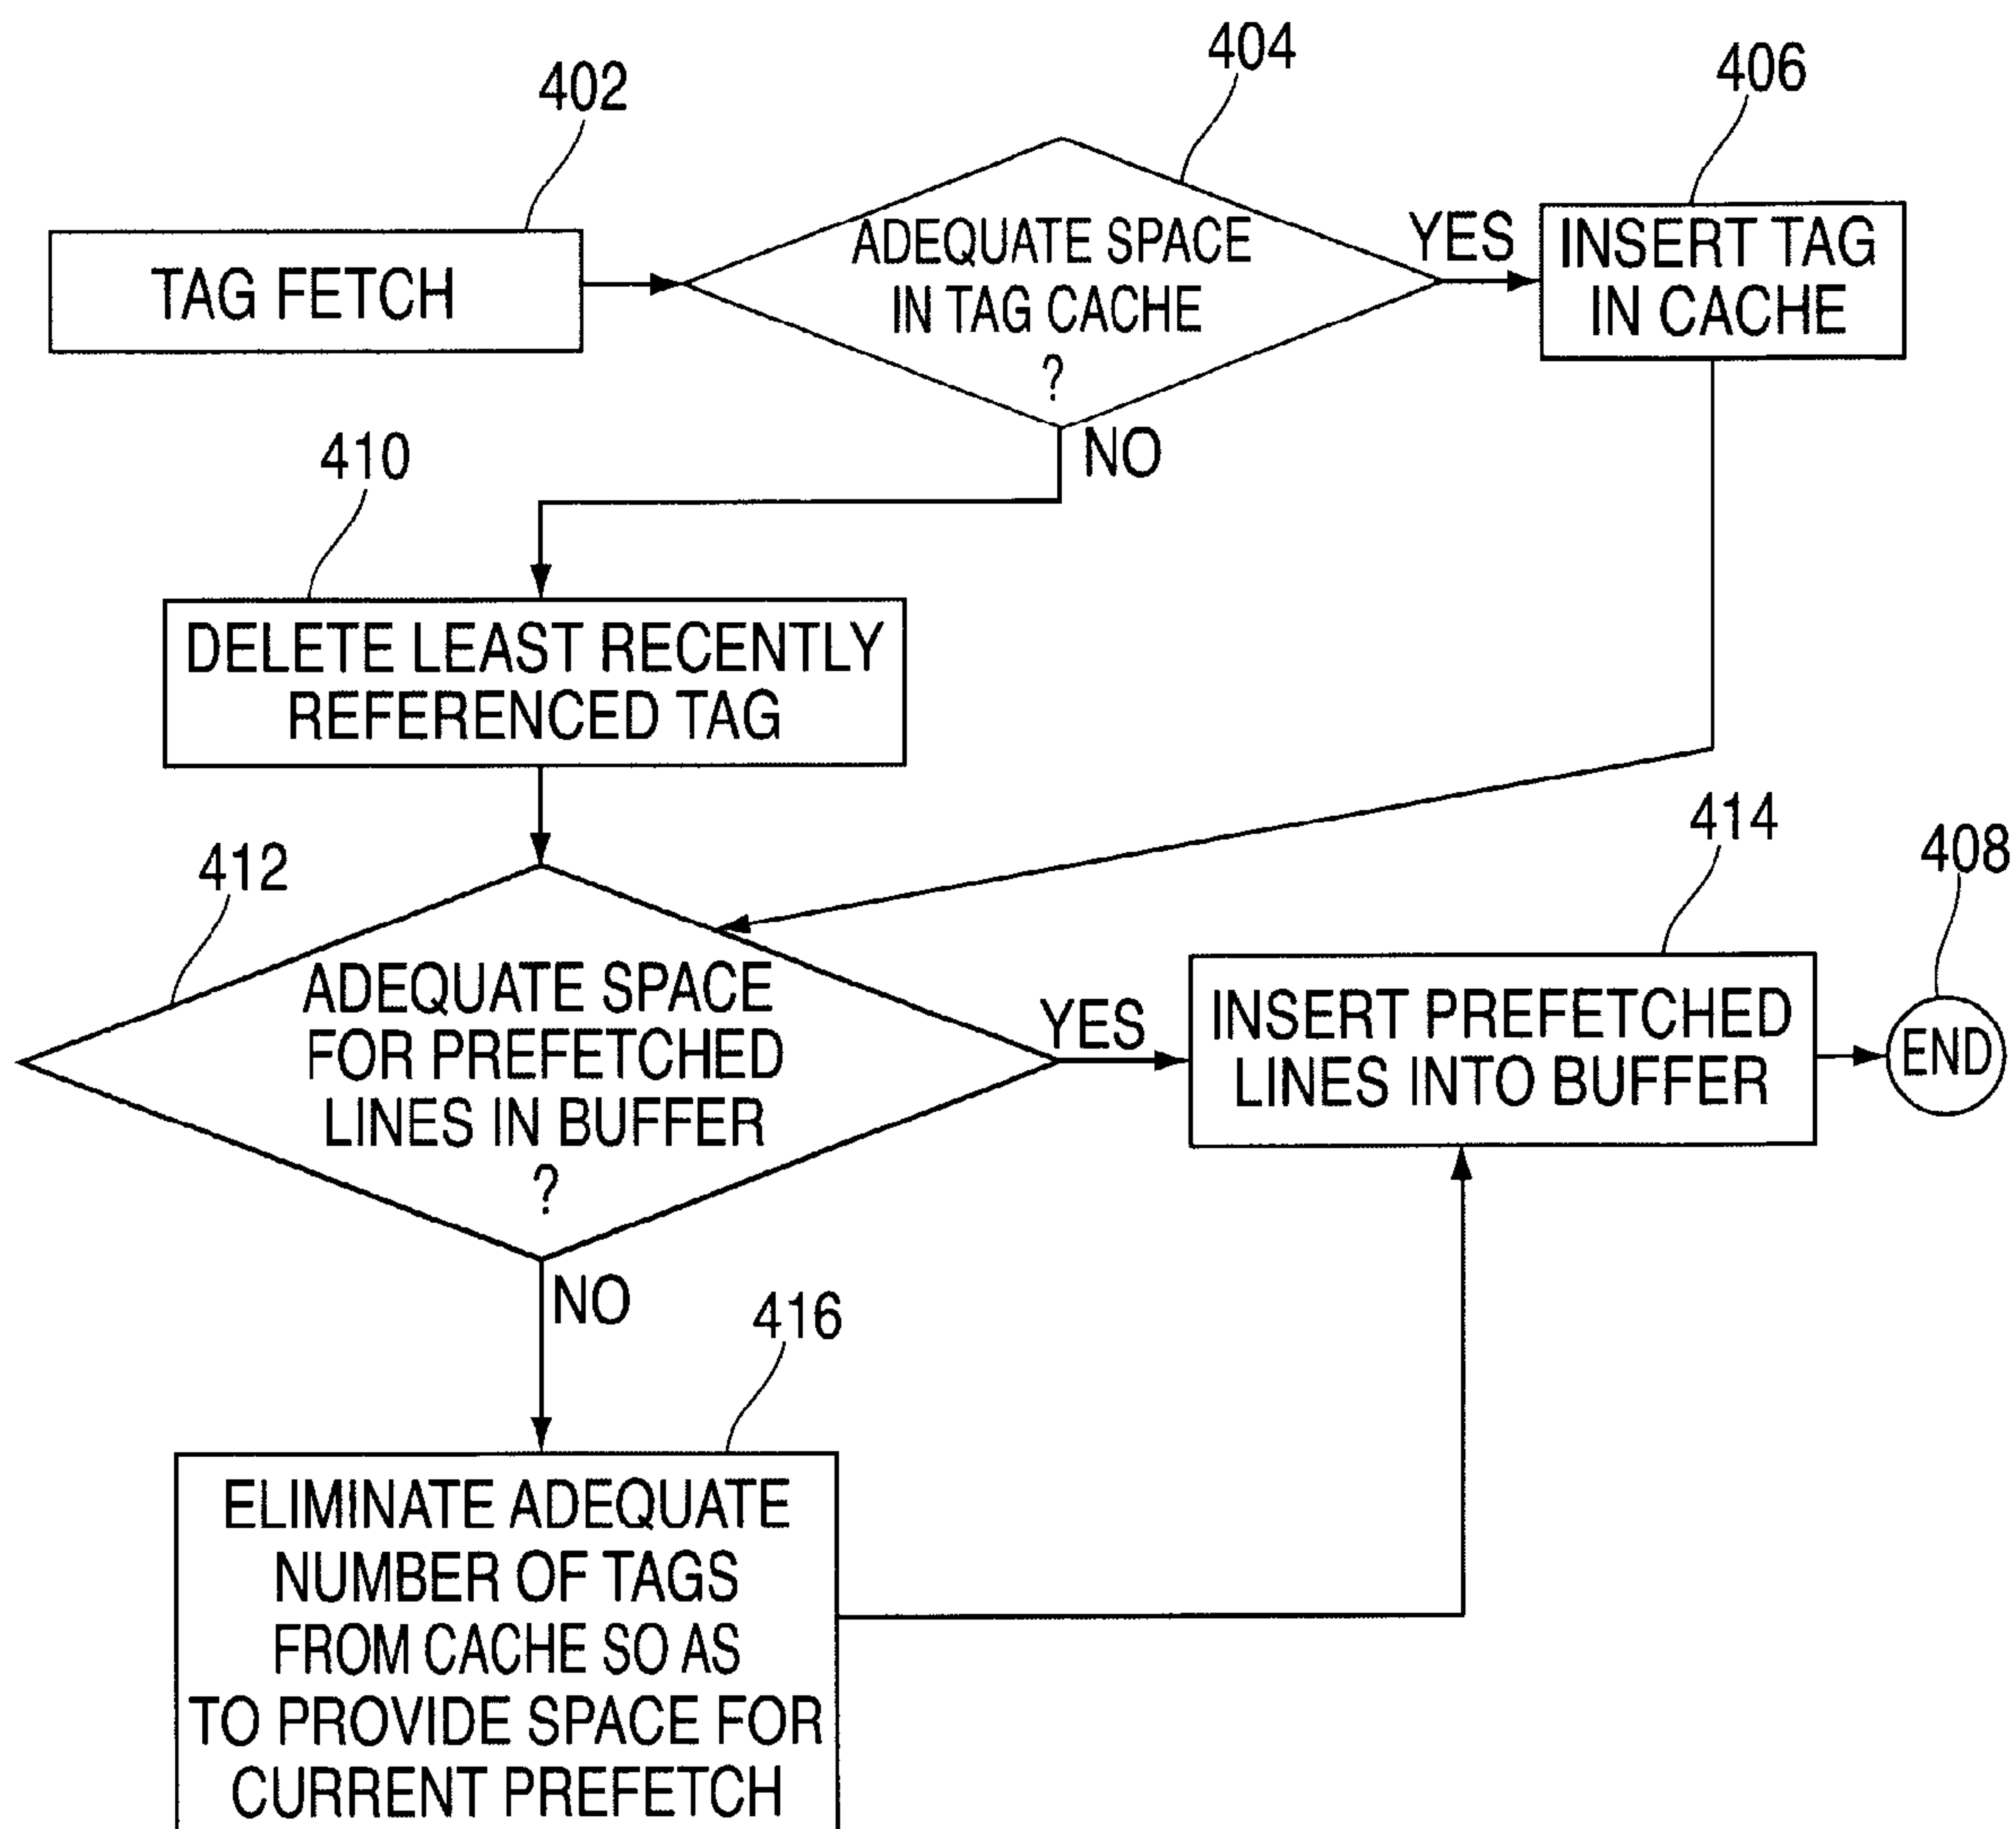 402
404
406
TAG FETCH
ADEQUATE SPACE
IN TAG CACHE
?
YES
INSERT TAG
IN CACHE
NO
410
DELETE LEAST RECENTLY
REFERENCED TAG
412
ADEQUATE SPACE
FOR PREFETCHED
LINES IN BUFFER
?
YES
414
INSERT PREFETCHED
LINES INTO BUFFER
408
END
NO
416
ELIMINATE ADEQUATE
NUMBER OF TAGS
FROM CACHE SO AS
TO PROVIDE SPACE FOR
CURRENT PREFETCH